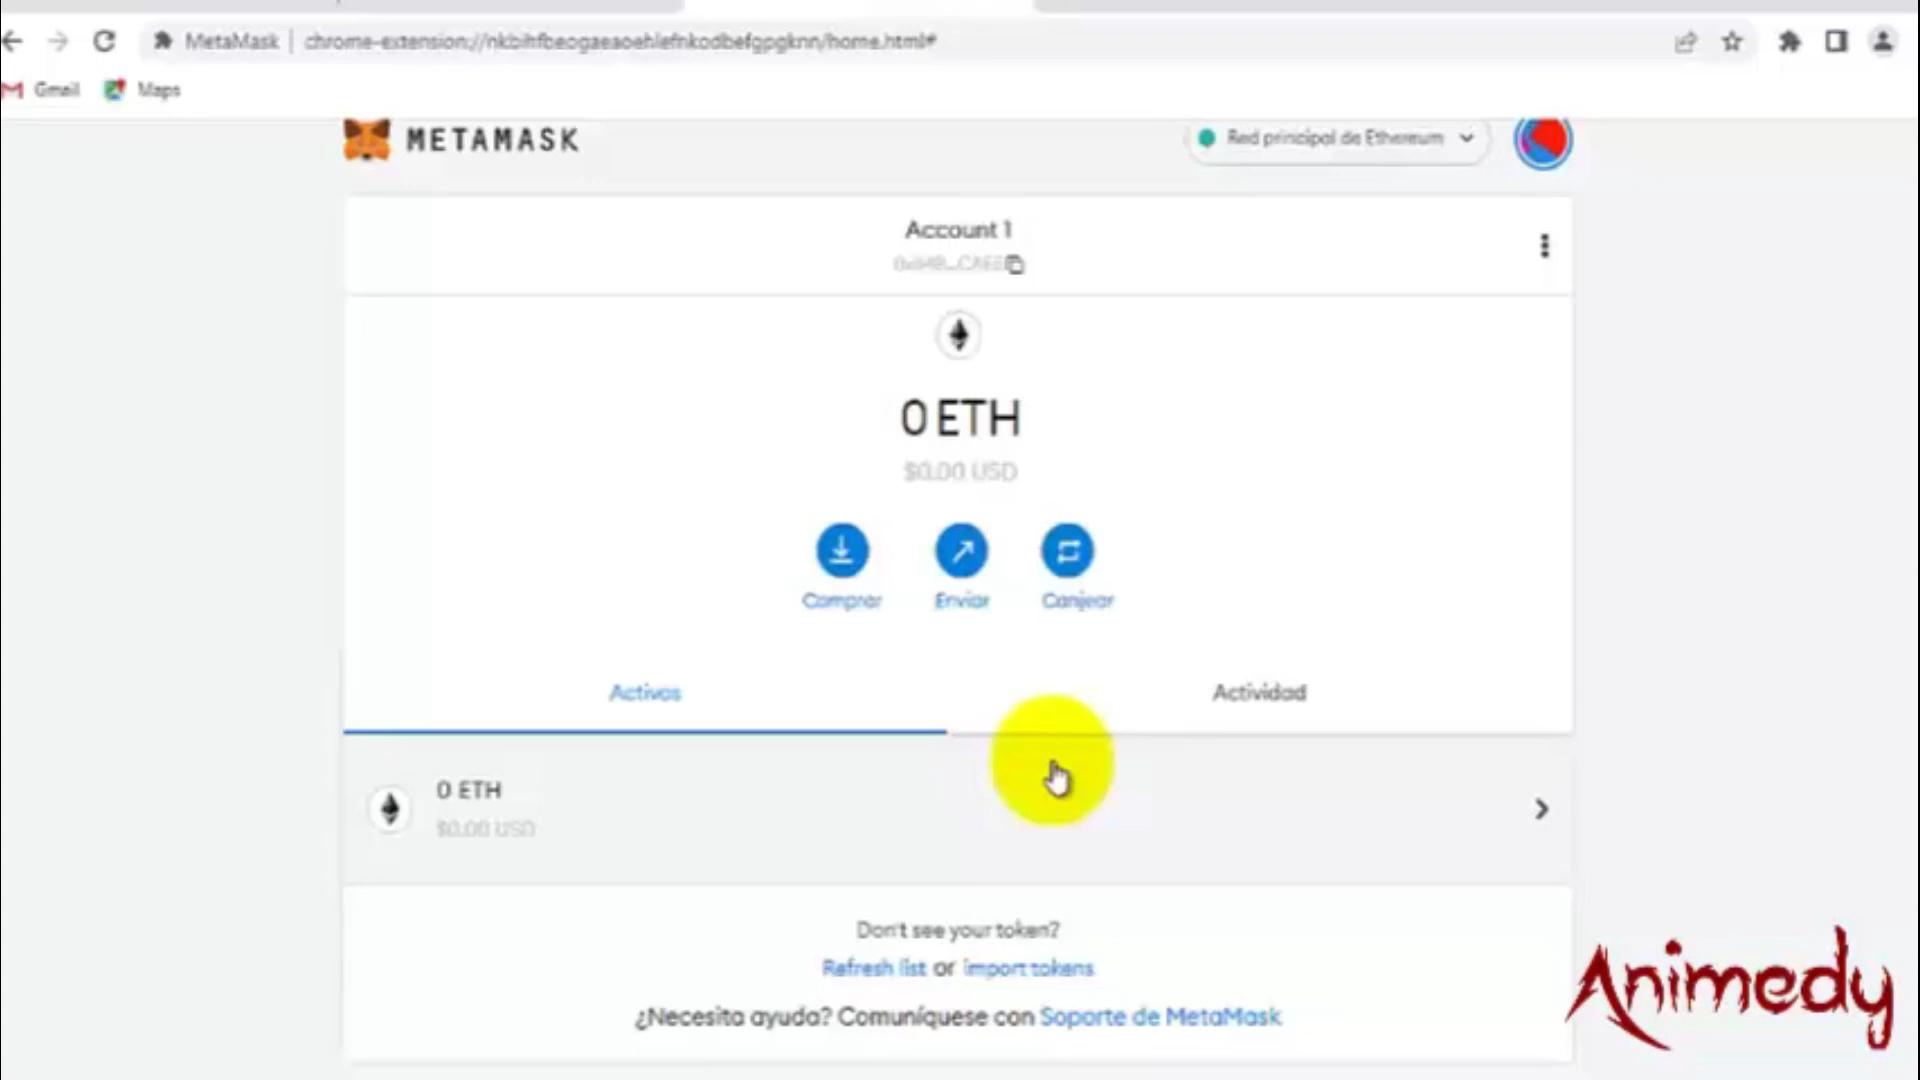 MetaMask | chrome-extension://nkbihfbeogaeaoehlefnkodbefgpgknn/home.html#
Gmail Maps
METAMASK Red principal de Ethereum
Account 1
0 ETH
$0.00 USD
Comprar Enviar Canjear
Activos Actividad
0 ETH
$0.00 USD
Don't see your token?
Refresh list or import tokens
¿Necesita ayuda? Comuníquese con Soporte de MetaMask
Animedy